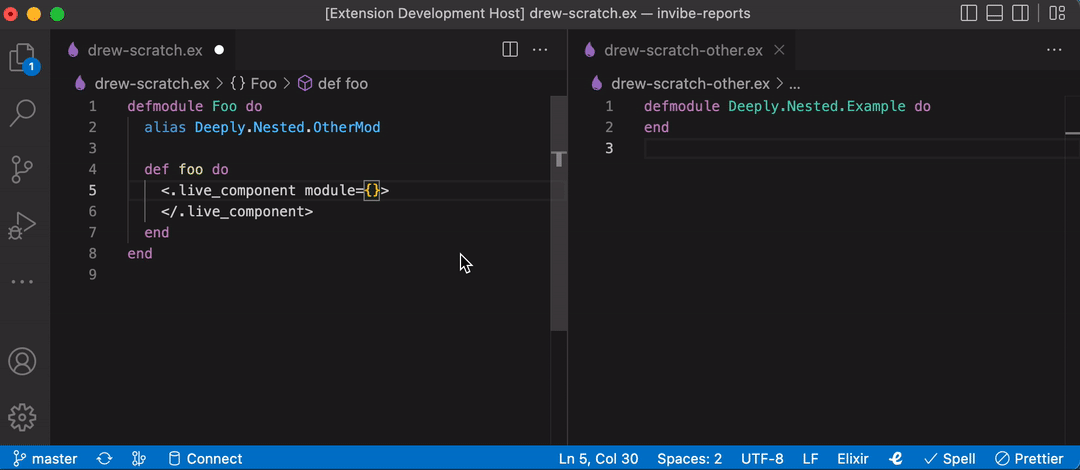 [Extension Development Host] drew-scratch.ex — invibe-reports
drew-scratch.ex
drew-scratch.ex > {} Foo > def foo
1 defmodule Foo do
2 alias Deeply.Nested.OtherMod
3
4 def foo do
5 <.live_component module={}>
6 </.live_component>
7 end
8 end
9
drew-scratch-other.ex
drew-scratch-other.ex > ...
1 defmodule Deeply.Nested.Example do
2 end
3
1
master
Connect
Ln 5, Col 30 Spaces: 2 UTF-8 LF Elixir Spell Prettier